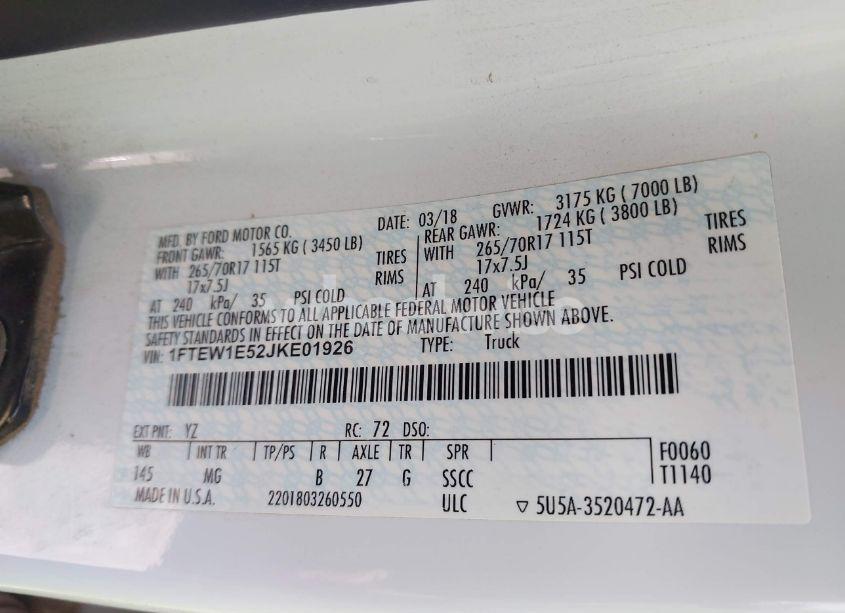 MFD. BY FORD MOTOR CO. DATE: 03/18 GVWR: 3175 KG ( 7000 LB)
FRONT GAWR: 1565 KG ( 3450 LB) REAR GAWR: 1724 KG ( 3800 LB)
WITH 265/70R17 115T TIRES WITH 265/70R17 115T TIRES
17x7.5J RIMS 17x7.5J RIMS
AT 240 kPa/ 35 PSI COLD AT 240 kPa/ 35 PSI COLD
THIS VEHICLE CONFORMS TO ALL APPLICABLE FEDERAL MOTOR VEHICLE
SAFETY STANDARDS IN EFFECT ON THE DATE OF MANUFACTURE SHOWN ABOVE.
VIN: 1FTEW1E52JKE01926 TYPE: Truck
EXT PNT: YZ RC: 72 DSO:
WB INT TR TP/PS R AXLE TR SPR F0060
145 MG B 27 G SSCC T1140
MADE IN U.S.A. 2201803260550 ULC ▽ 5U5A-3520472-AA